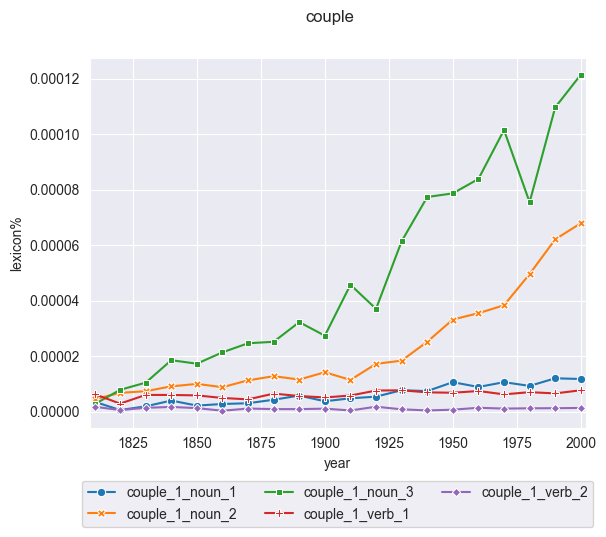 couple
0.00012
0.00010
0.00008
0.00006
0.00004
0.00002
0.00000
lexicon%
1825 1850 1875 1900 1925 1950 1975 2000
year
couple_1_noun_1 couple_1_noun_3 couple_1_verb_2
couple_1_noun_2 couple_1_verb_1